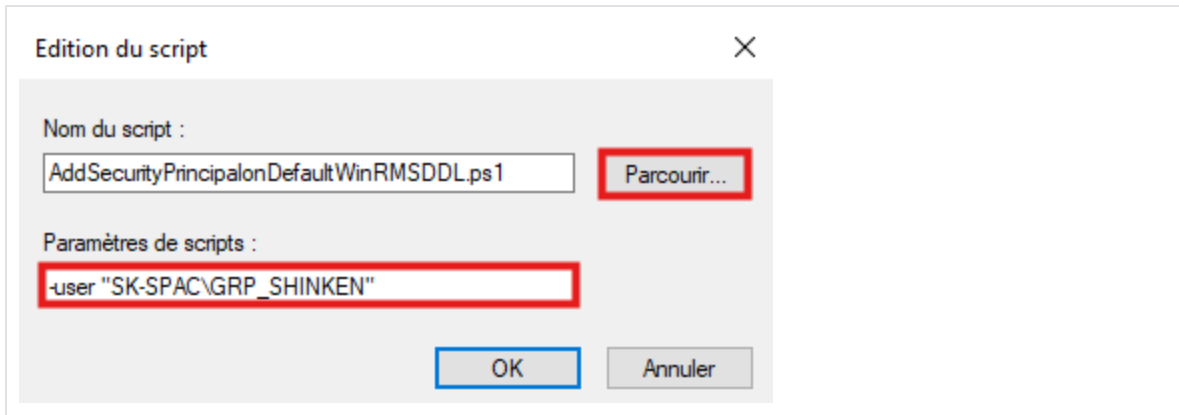 Edition du script
Nom du script :
AddSecurityPrincipalonDefaultWinRMSDDL.ps1
Parcourir...
Paramètres de scripts :
-user "SK-SPAC\GRP_SHINKEN"
OK
Annuler